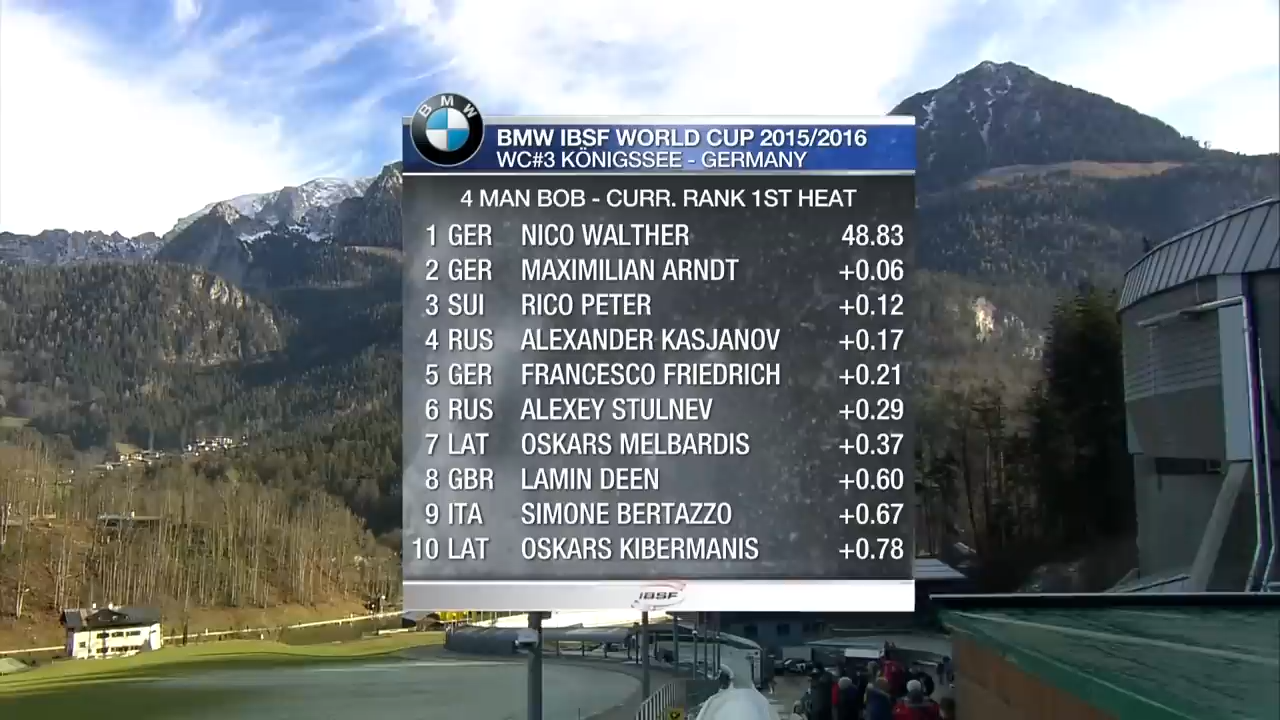 BMW
BMW IBSF WORLD CUP 2015/2016
WC#3 KÖNIGSSEE - GERMANY
4 MAN BOB - CURR. RANK 1ST HEAT
1 GER NICO WALTHER 48.83
2 GER MAXIMILIAN ARNDT +0.06
3 SUI RICO PETER +0.12
4 RUS ALEXANDER KASJANOV +0.17
5 GER FRANCESCO FRIEDRICH +0.21
6 RUS ALEXEY STULNEV +0.29
7 LAT OSKARS MELBARDIS +0.37
8 GBR LAMIN DEEN +0.60
9 ITA SIMONE BERTAZZO +0.67
10 LAT OSKARS KIBERMANIS +0.78
IBSF